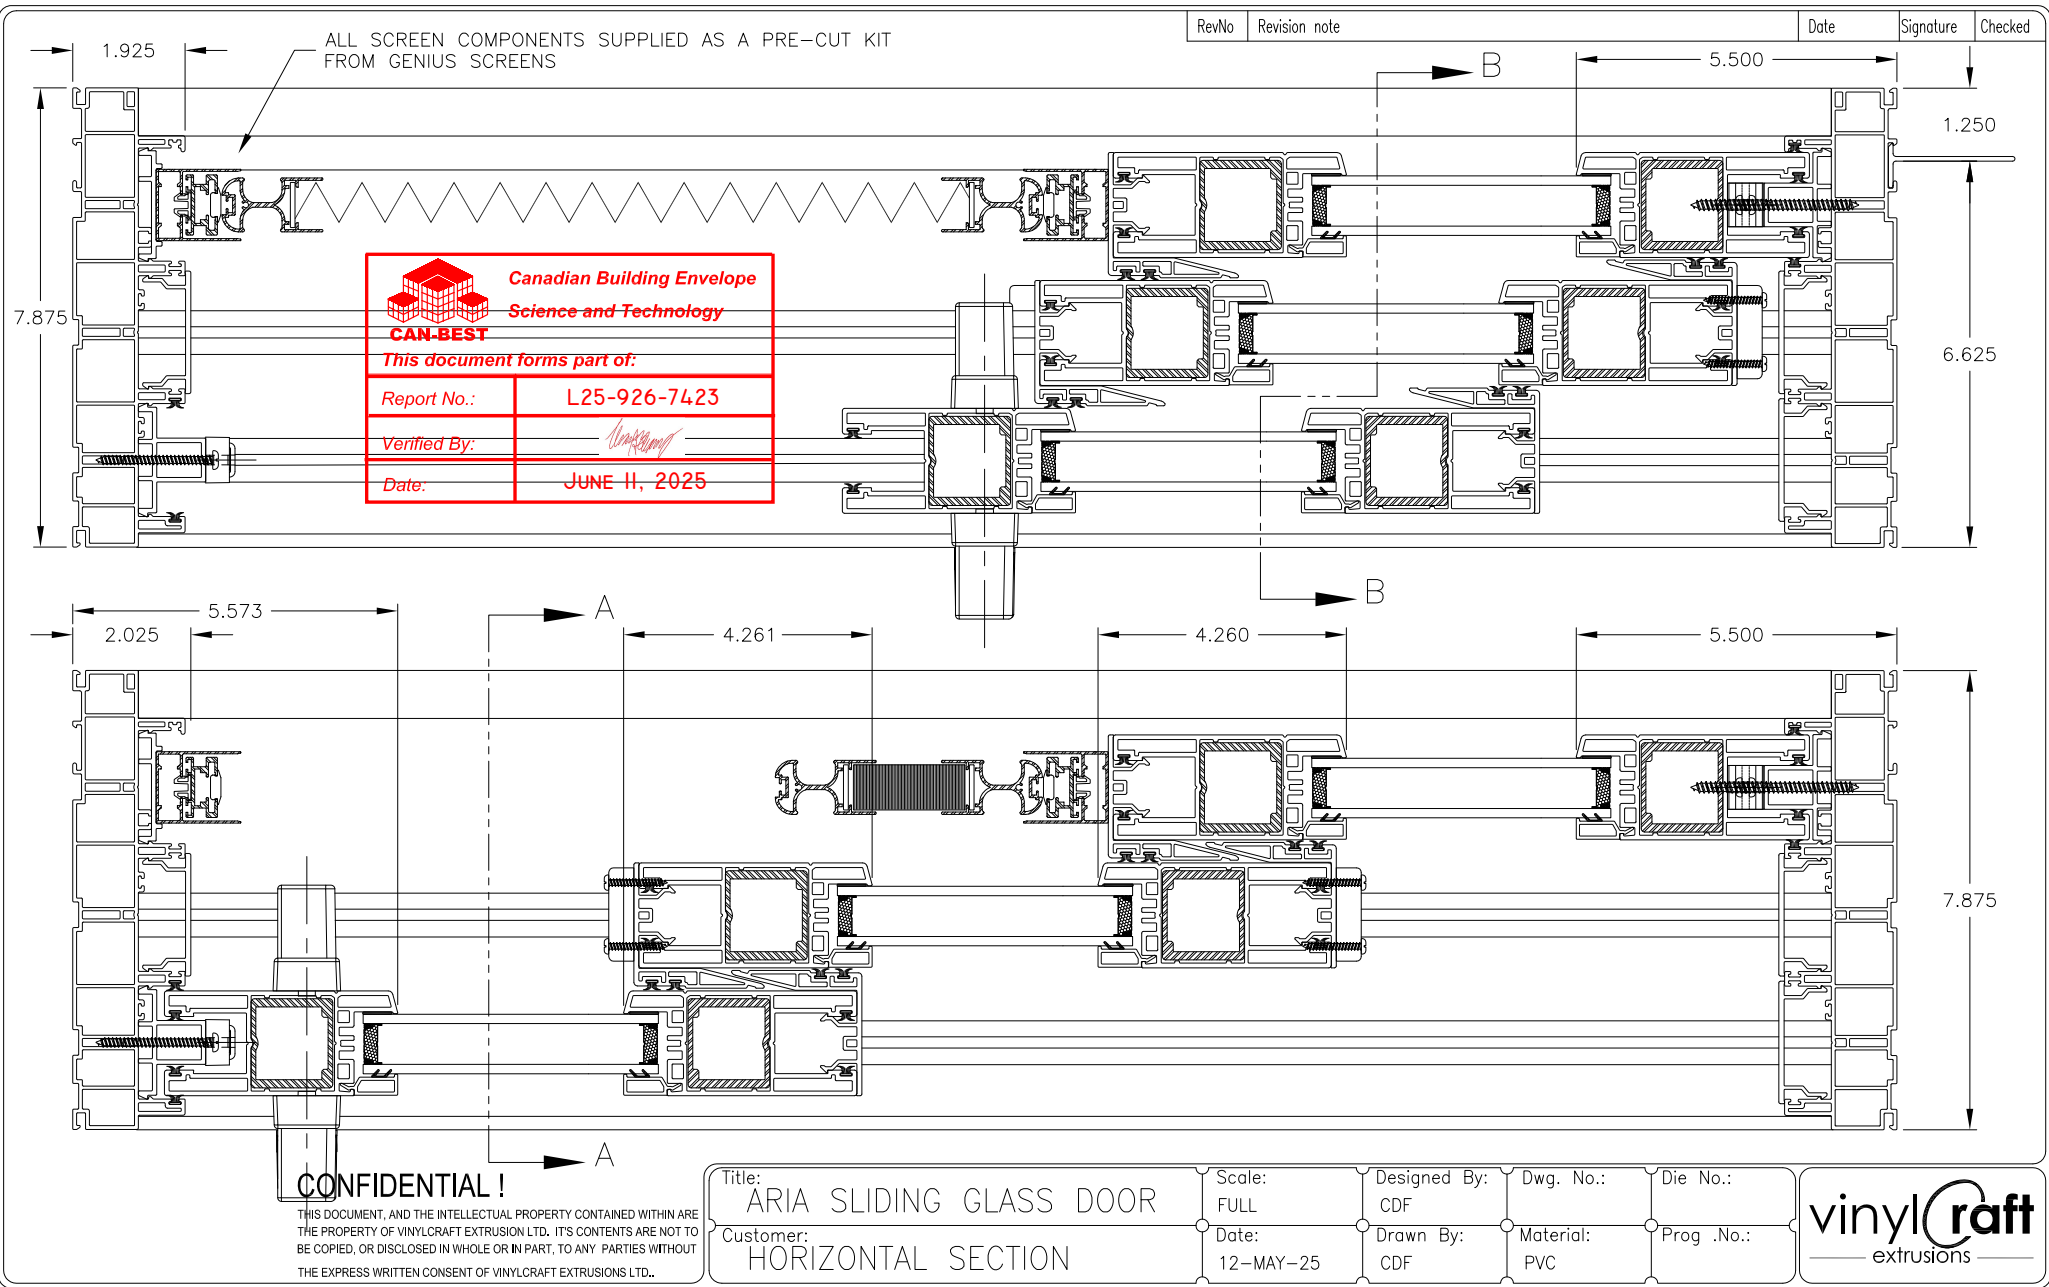 RevNo Revision note Date Signature Checked
ALL SCREEN COMPONENTS SUPPLIED AS A PRE-CUT KIT
FROM GENIUS SCREENS
1.925
B
5.500
1.250
7.875
6.625
Canadian Building Envelope
Science and Technology
CAN-BEST
This document forms part of:
Report No.: L25-926-7423
Verified By:
Date: JUNE 11, 2025
B
5.573
A
2.025
4.261
4.260
5.500
7.875
A
CONFIDENTIAL !
THIS DOCUMENT, AND THE INTELLECTUAL PROPERTY CONTAINED WITHIN ARE
THE PROPERTY OF VINYLCRAFT EXTRUSION LTD. IT'S CONTENTS ARE NOT TO
BE COPIED, OR DISCLOSED IN WHOLE OR IN PART, TO ANY PARTIES WITHOUT
THE EXPRESS WRITTEN CONSENT OF VINYLCRAFT EXTRUSIONS LTD..
Title:
ARIA SLIDING GLASS DOOR
Customer:
HORIZONTAL SECTION
Scale:
FULL
Date:
12-MAY-25
Designed By:
CDF
Drawn By:
CDF
Dwg. No.:
Material:
PVC
Die No.:
Prog .No.:
vinylcraft
extrusions